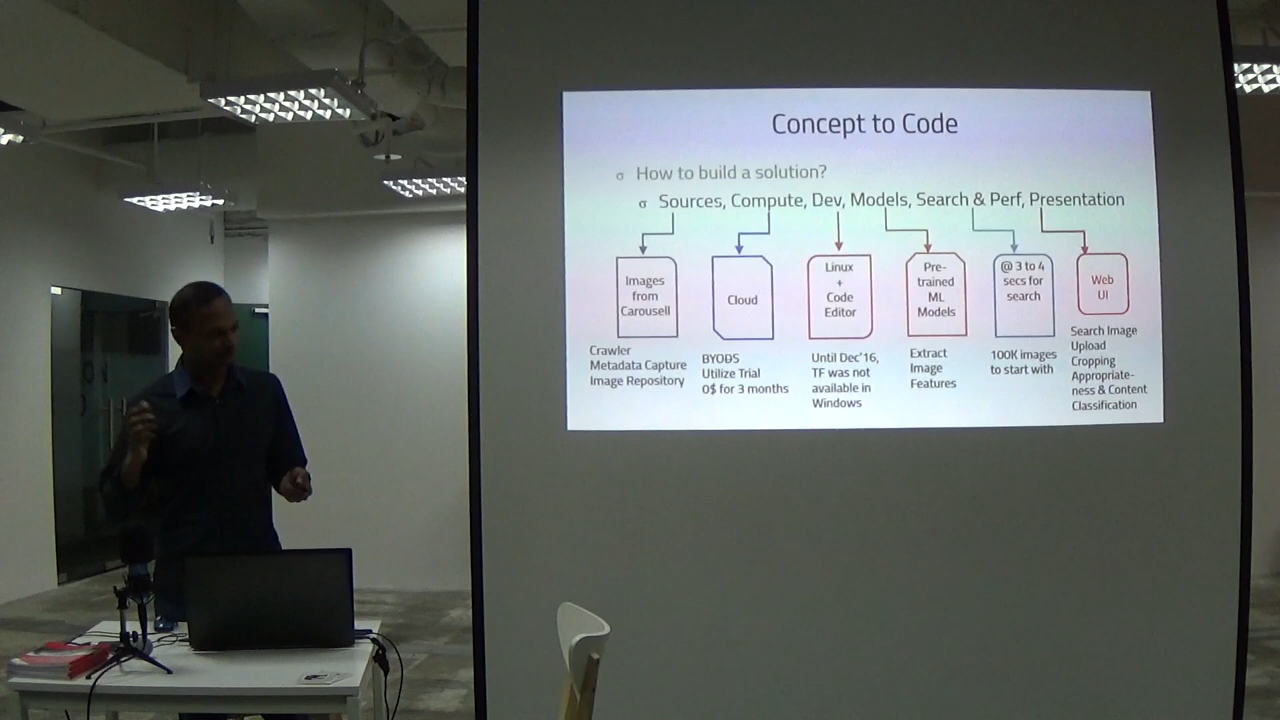 Concept to Code
σ How to build a solution?
σ Sources, Compute, Dev, Models, Search & Perf, Presentation
Images
from
Carousell
Cloud
Linux
+
Code
Editor
Pre-
trained
ML
Models
@ 3 to 4
secs for
search
Web
UI
Crawler
Metadata Capture
Image Repository
BYODS
Utilize Trial
0$ for 3 months
Until Dec'16,
TF was not
available in
Windows
Extract
Image
Features
100K images
to start with
Search Image
Upload
Cropping
Appropriate-
ness & Content
Classification